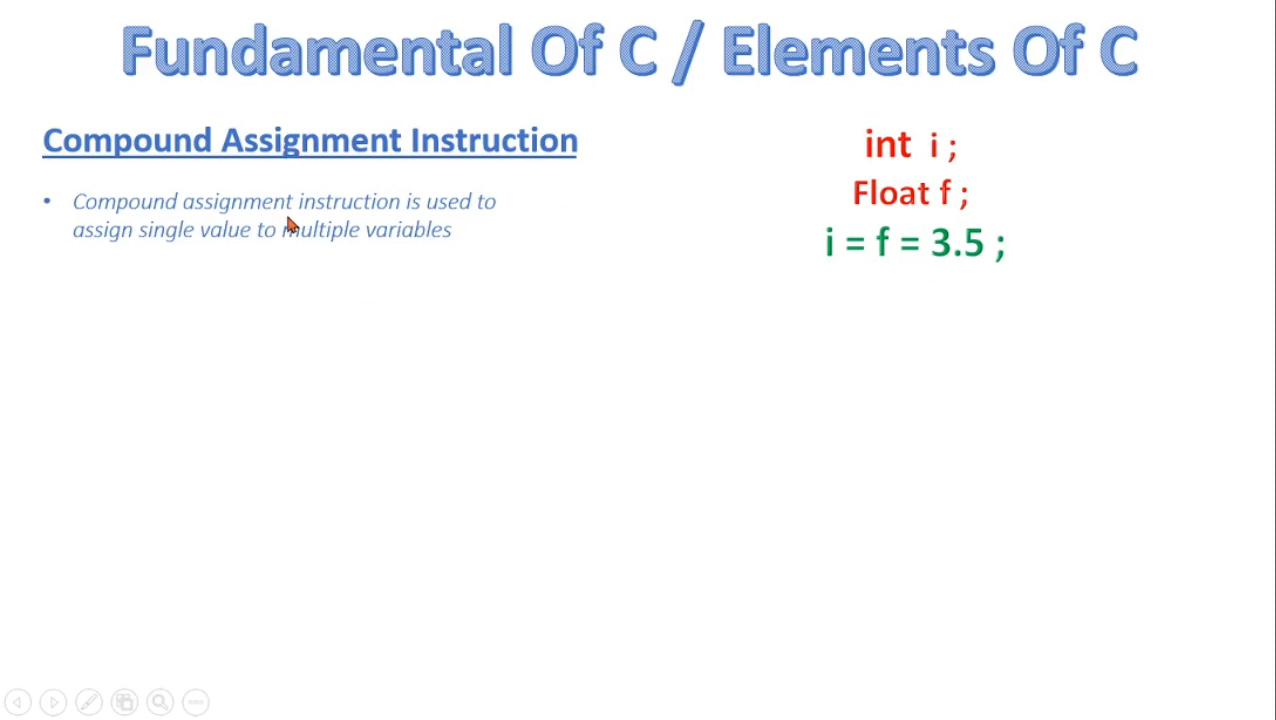 Fundamental Of C / Elements Of C
Compound Assignment Instruction
• Compound assignment instruction is used to
assign single value to multiple variables
int i ;
Float f ;
i = f = 3.5 ;